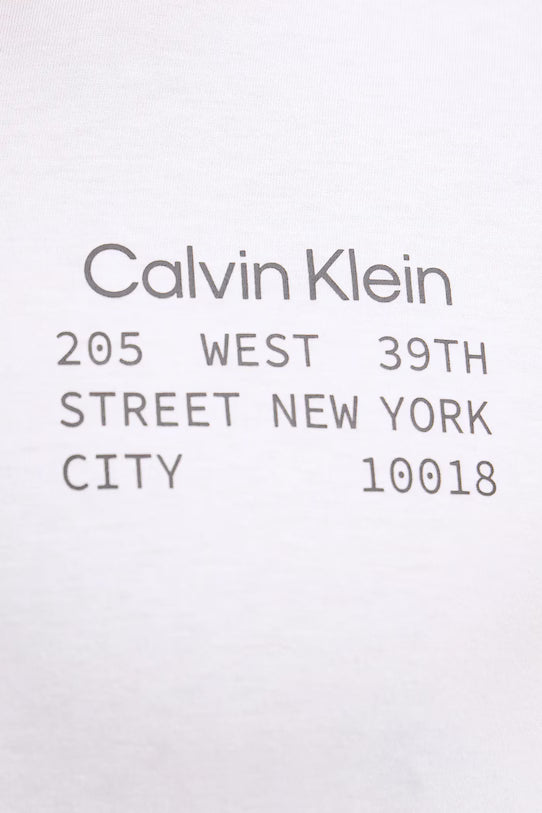 Calvin Klein
205 WEST 39TH
STREET NEW YORK
CITY 10018